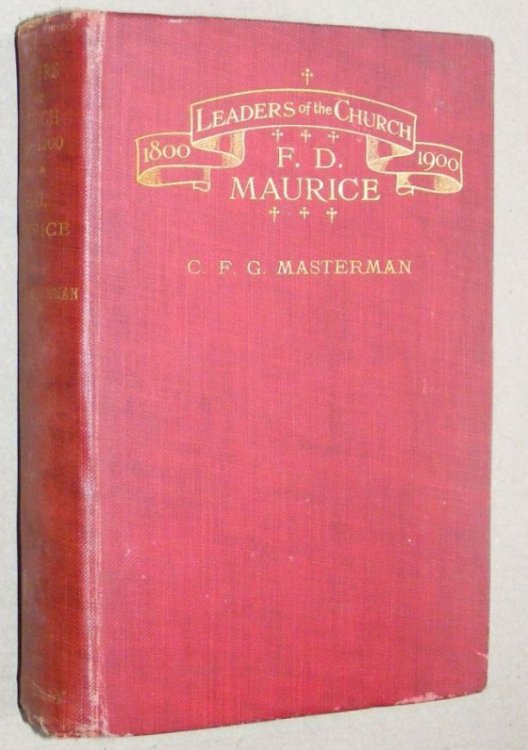 LEADERS of the CHURCH
1800 1900
F. D.
MAURICE
C. F. G. MASTERMAN